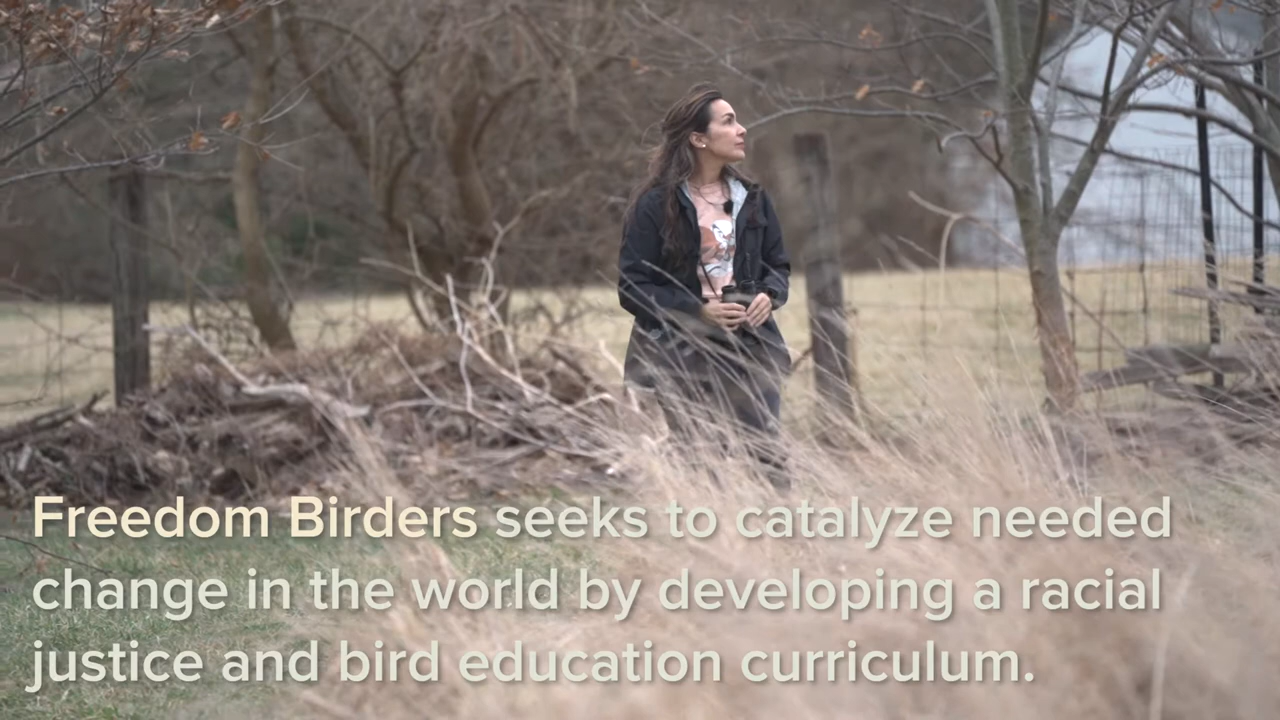 Freedom Birders seeks to catalyze needed
change in the world by developing a racial
justice and bird education curriculum.